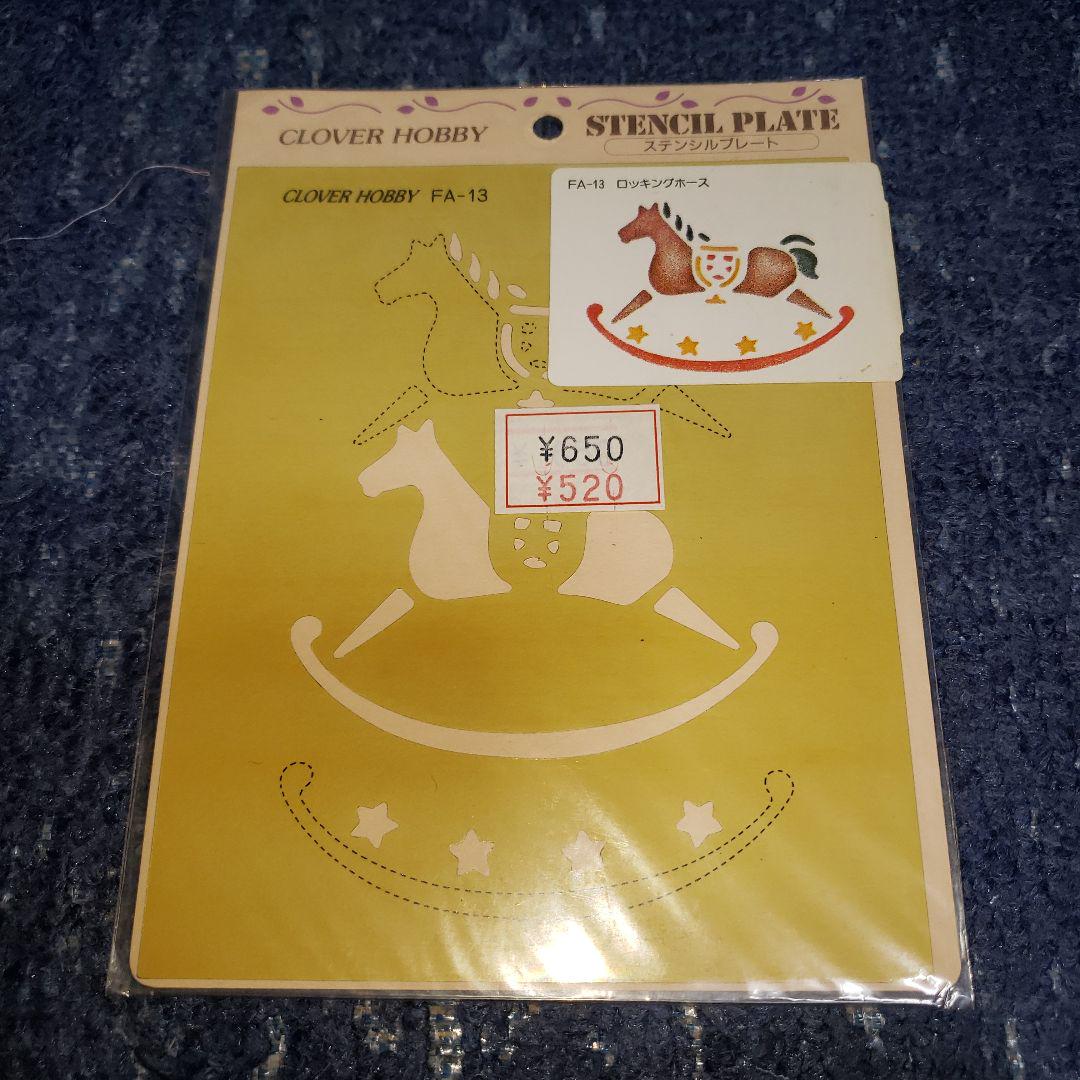 CLOVER HOBBY
STENCIL PLATE
ステンシルプレート
CLOVER HOBBY FA-13
FA-13 ロッキングホース
¥650
¥520